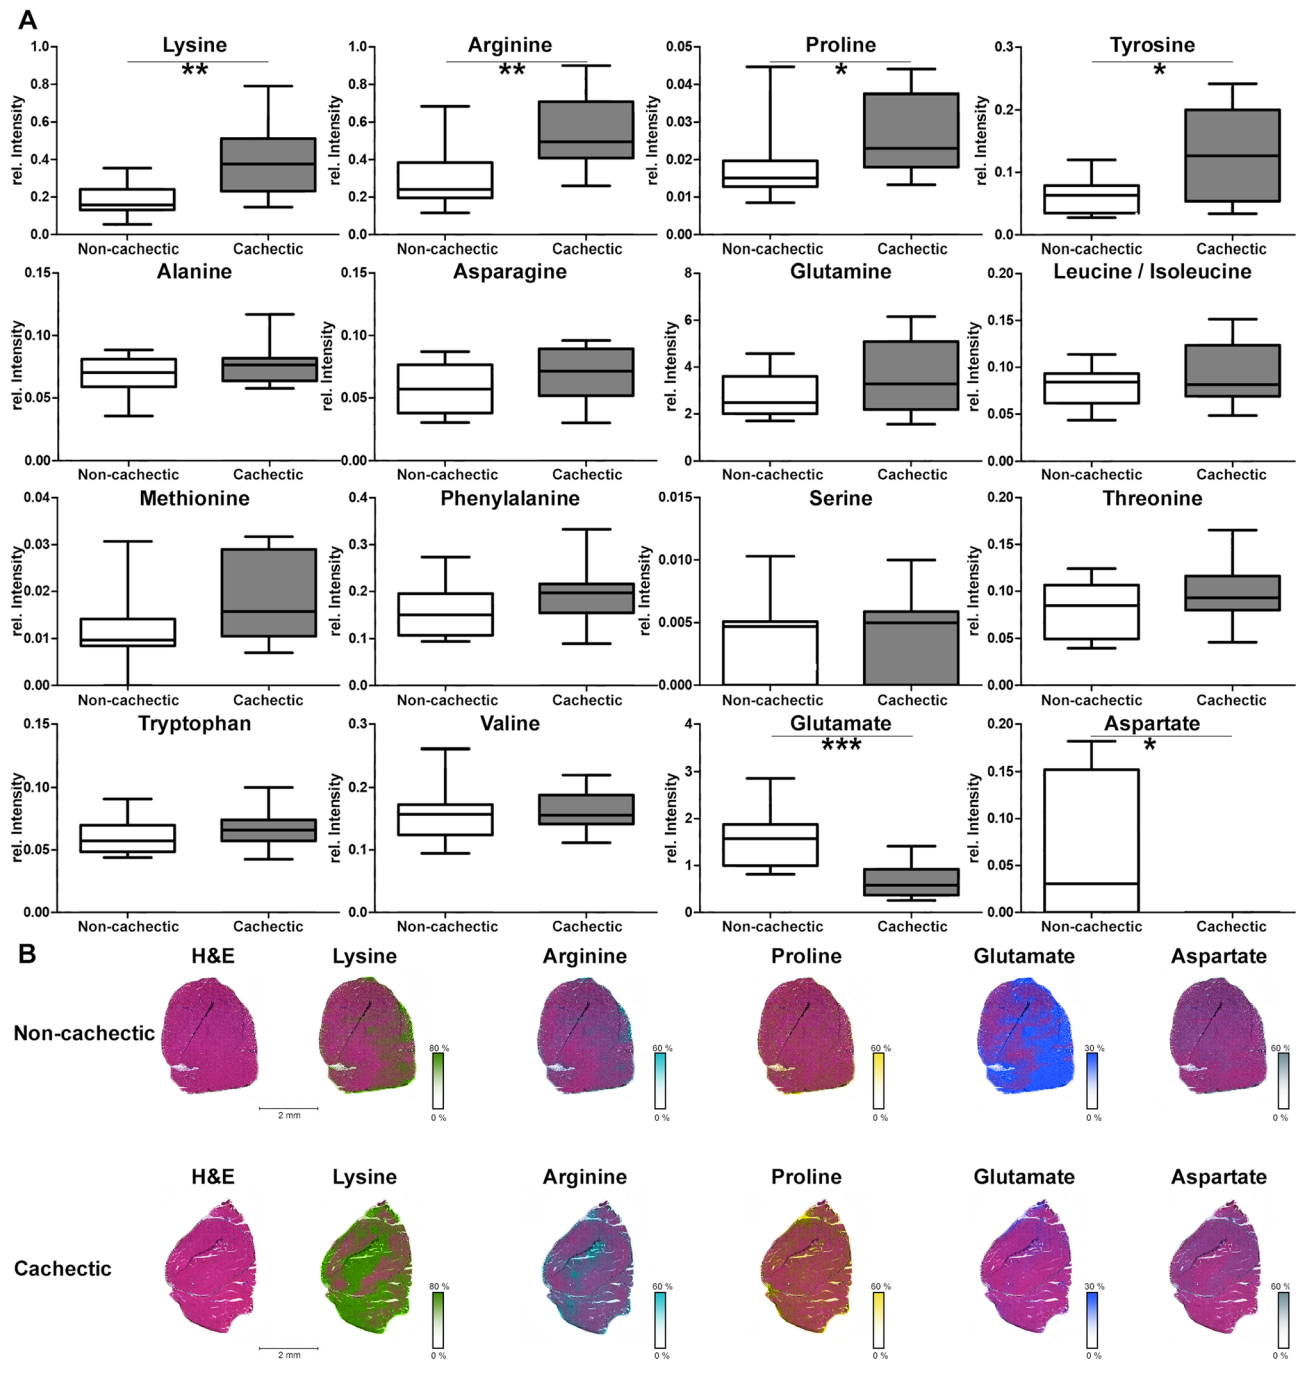 A
Lysine
Arginine
Proline
Tyrosine
**
**
*
*
rel. Intensity
1.0
0.8
0.6
0.4
0.2
0.0
Non-cachectic
Cachectic
rel. Intensity
1.0
0.8
0.6
0.4
0.2
0.0
Non-cachectic
Cachectic
rel. Intensity
0.05
0.04
0.03
0.02
0.01
0.00
Non-cachectic
Cachectic
rel. Intensity
0.3
0.2
0.1
0.0
Non-cachectic
Cachectic
Alanine
rel. Intensity
0.15
0.10
0.05
0.00
Non-cachectic
Cachectic
Asparagine
rel. Intensity
0.15
0.10
0.05
0.00
Non-cachectic
Cachectic
Glutamine
rel. Intensity
8
6
4
2
0
Non-cachectic
Cachectic
Leucine / Isoleucine
rel. Intensity
0.20
0.15
0.10
0.05
0.00
Non-cachectic
Cachectic
Methionine
rel. Intensity
0.04
0.03
0.02
0.01
0.00
Non-cachectic
Cachectic
Phenylalanine
rel. Intensity
0.4
0.3
0.2
0.1
0.0
Non-cachectic
Cachectic
Serine
rel. Intensity
0.015
0.010
0.005
0.000
Non-cachectic
Cachectic
Threonine
rel. Intensity
0.20
0.15
0.10
0.05
0.00
Non-cachectic
Cachectic
Tryptophan
rel. Intensity
0.15
0.10
0.05
0.00
Non-cachectic
Cachectic
Valine
rel. Intensity
0.3
0.2
0.1
0.0
Non-cachectic
Cachectic
Glutamate
***
rel. Intensity
4
3
2
1
0
Non-cachectic
Cachectic
Aspartate
*
rel. Intensity
0.20
0.15
0.10
0.05
0.00
Non-cachectic
Cachectic
B
H&E
Lysine
Arginine
Proline
Glutamate
Aspartate
Non-cachectic
80 %
60 %
60 %
30 %
60 %
0 %
0 %
0 %
0 %
0 %
2 mm
H&E
Lysine
Arginine
Proline
Glutamate
Aspartate
Cachectic
80 %
60 %
60 %
30 %
60 %
0 %
0 %
0 %
0 %
0 %
2 mm